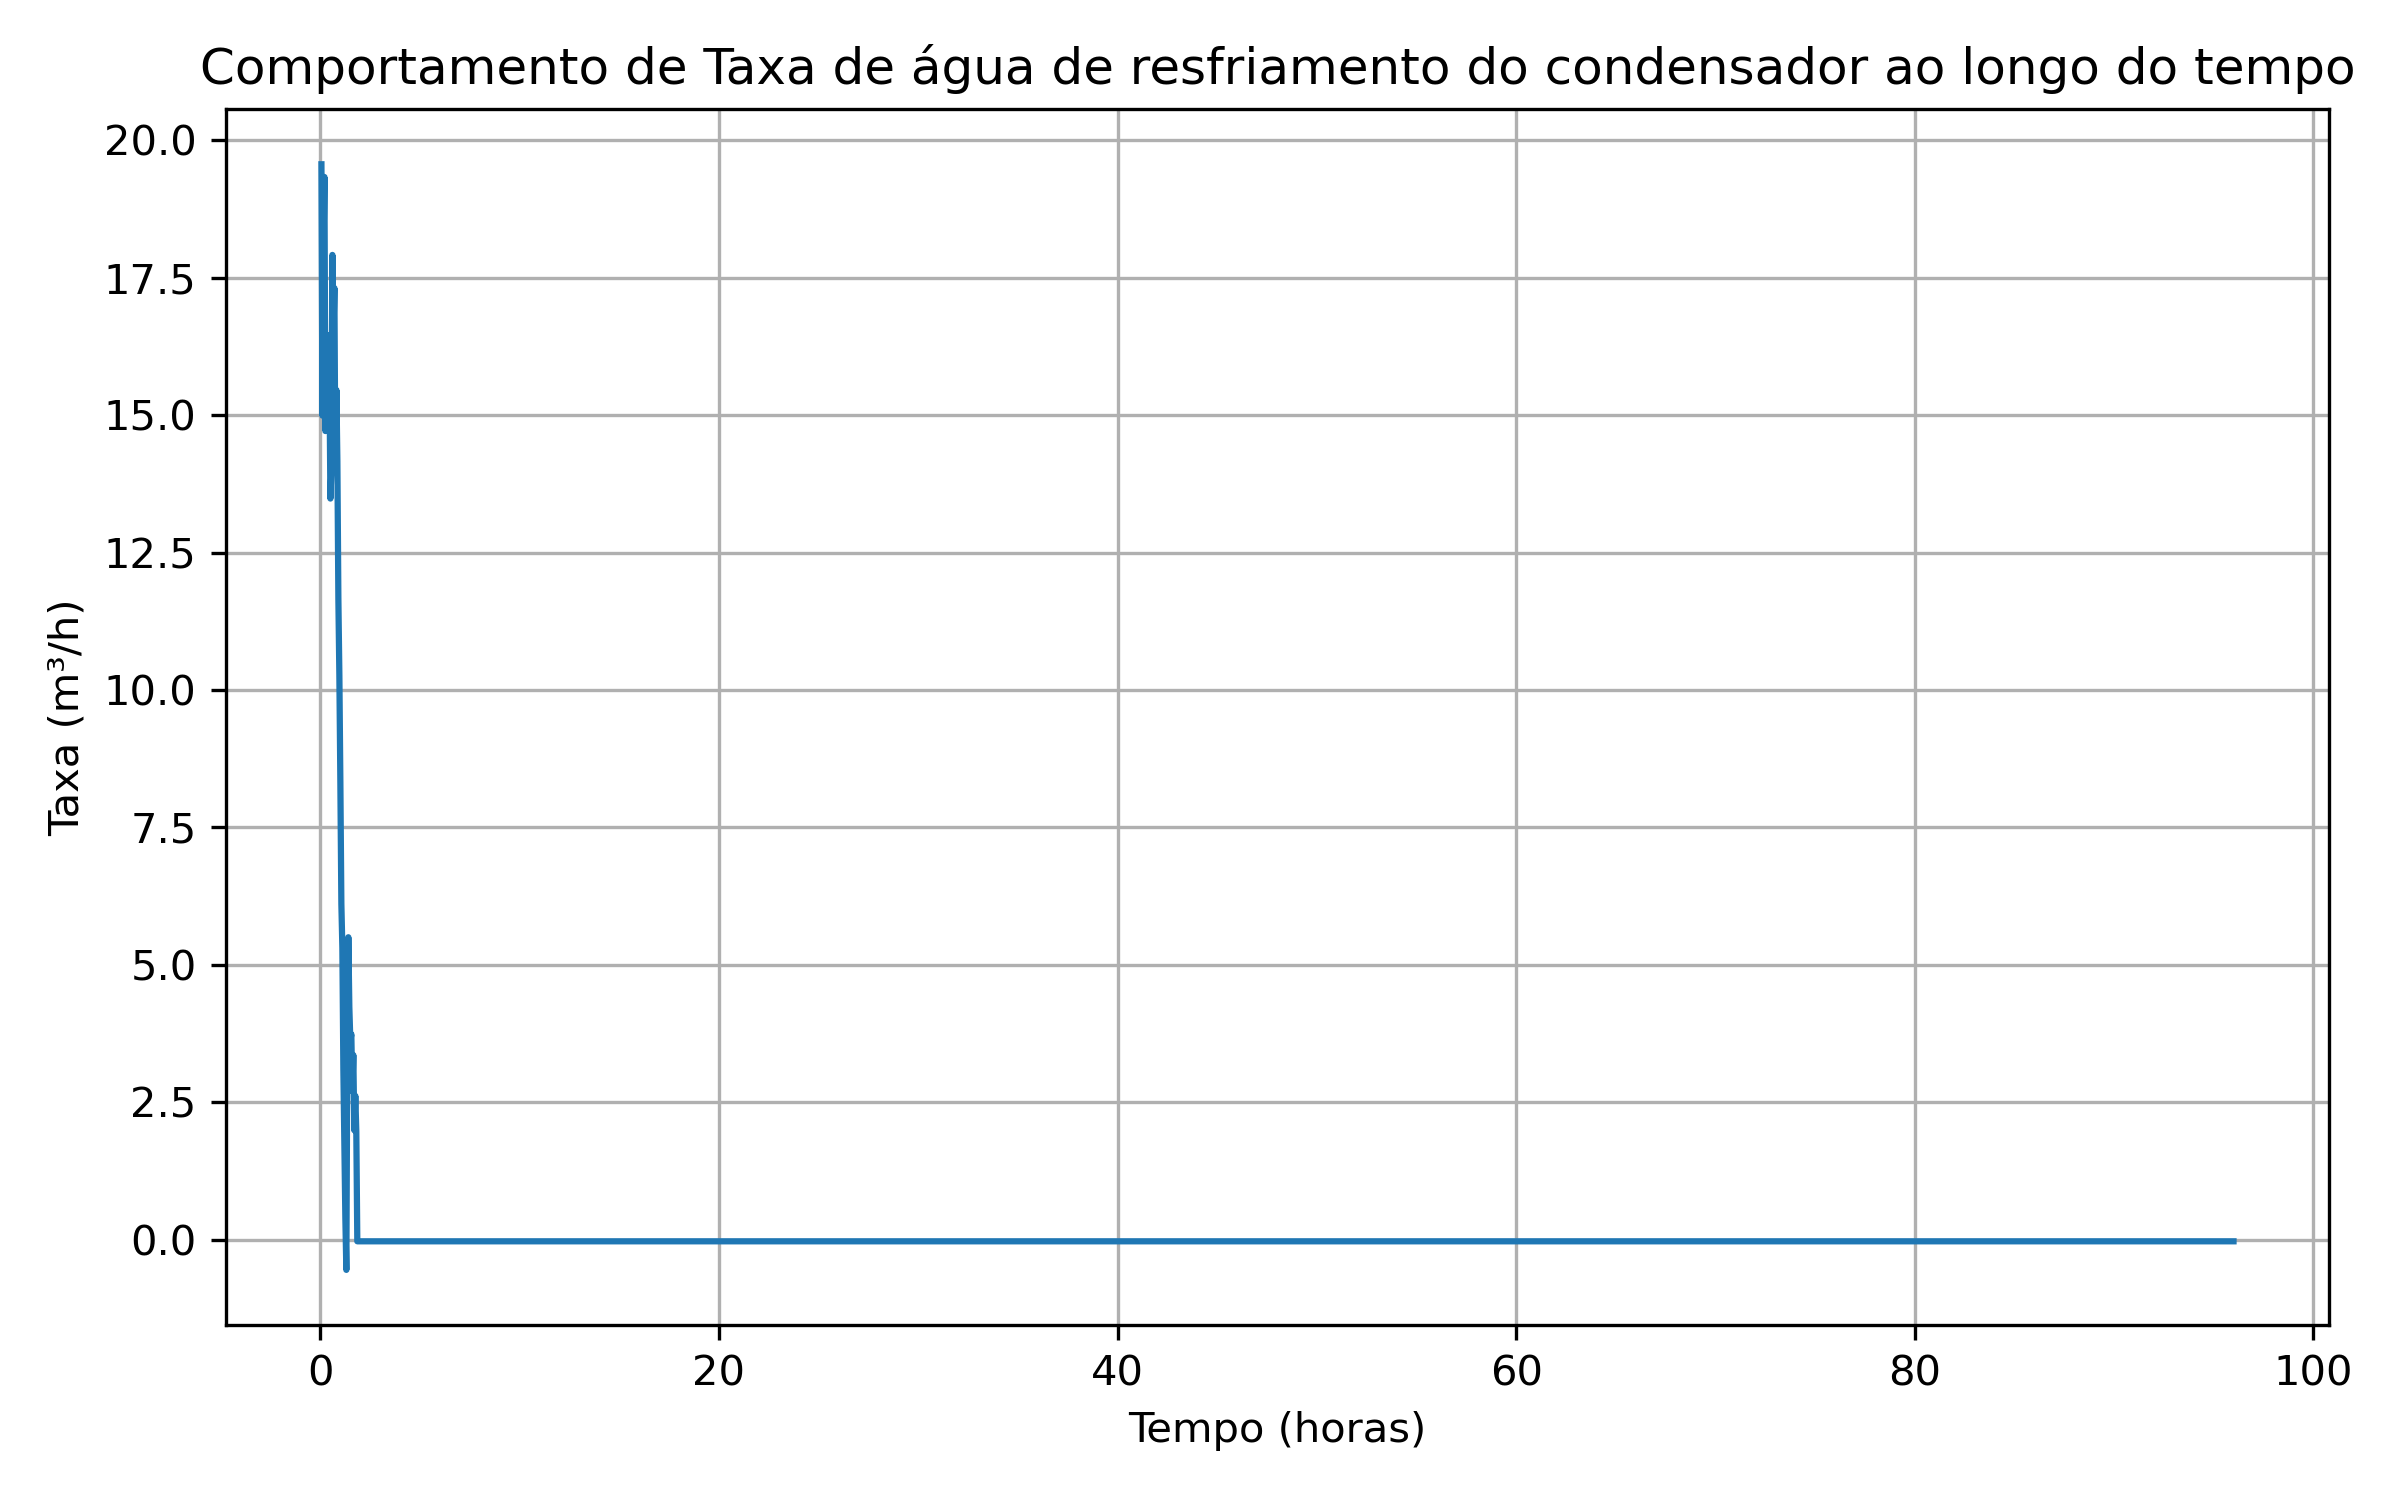 Comportamento de Taxa de água de resfriamento do condensador ao longo do tempo
20.0
17.5
15.0
12.5
10.0
7.5
5.0
2.5
0.0
Taxa (m³/h)
0 20 40 60 80 100
Tempo (horas)